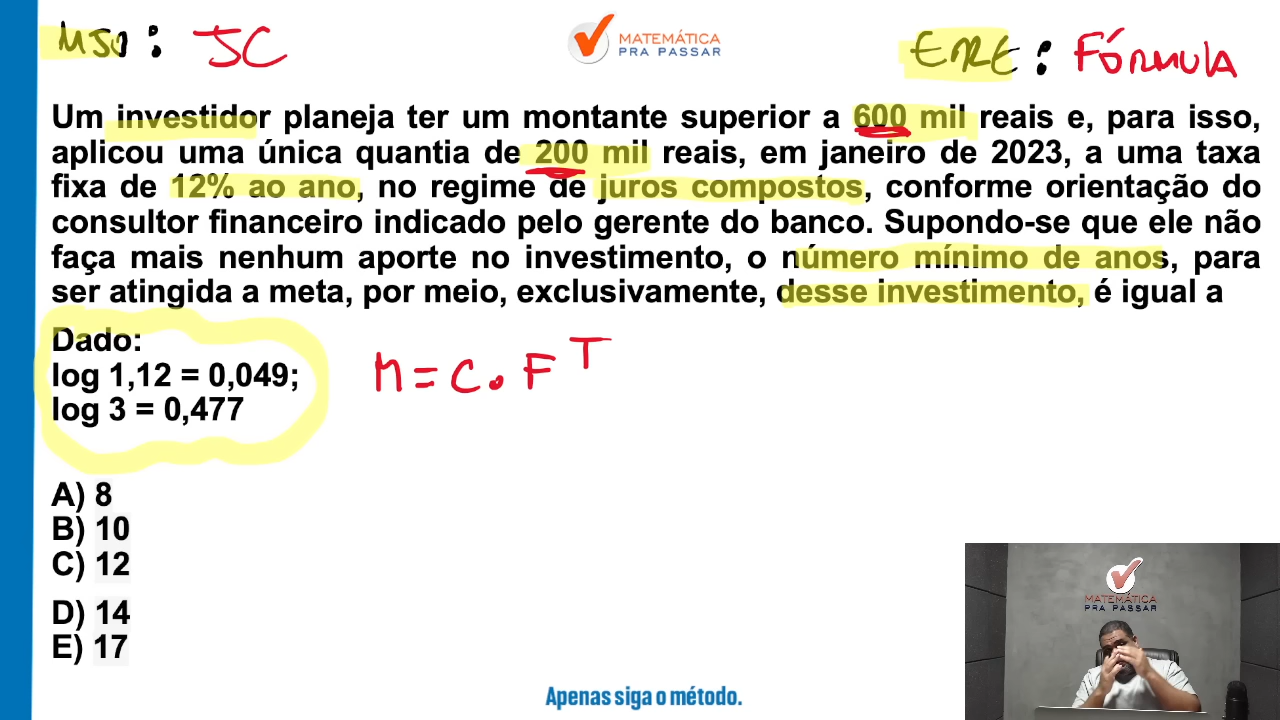 MSD: JC
MATEMÁTICA
PRA PASSAR
: FÓRMULA
Um investidor planeja ter um montante superior a 600 mil reais e, para isso,
aplicou uma única quantia de 200 mil reais, em janeiro de 2023, a uma taxa
fixa de 12% ao ano, no regime de juros compostos, conforme orientação do
consultor financeiro indicado pelo gerente do banco. Supondo-se que ele não
faça mais nenhum aporte no investimento, o número mínimo de anos, para
ser atingida a meta, por meio, exclusivamente, desse investimento, é igual a
Dado:
log 1,12 = 0,049;
log 3 = 0,477
M = C . F^T
A) 8
B) 10
C) 12
D) 14
E) 17
MATEMÁTICA
PRA PASSAR
Apenas siga o método.